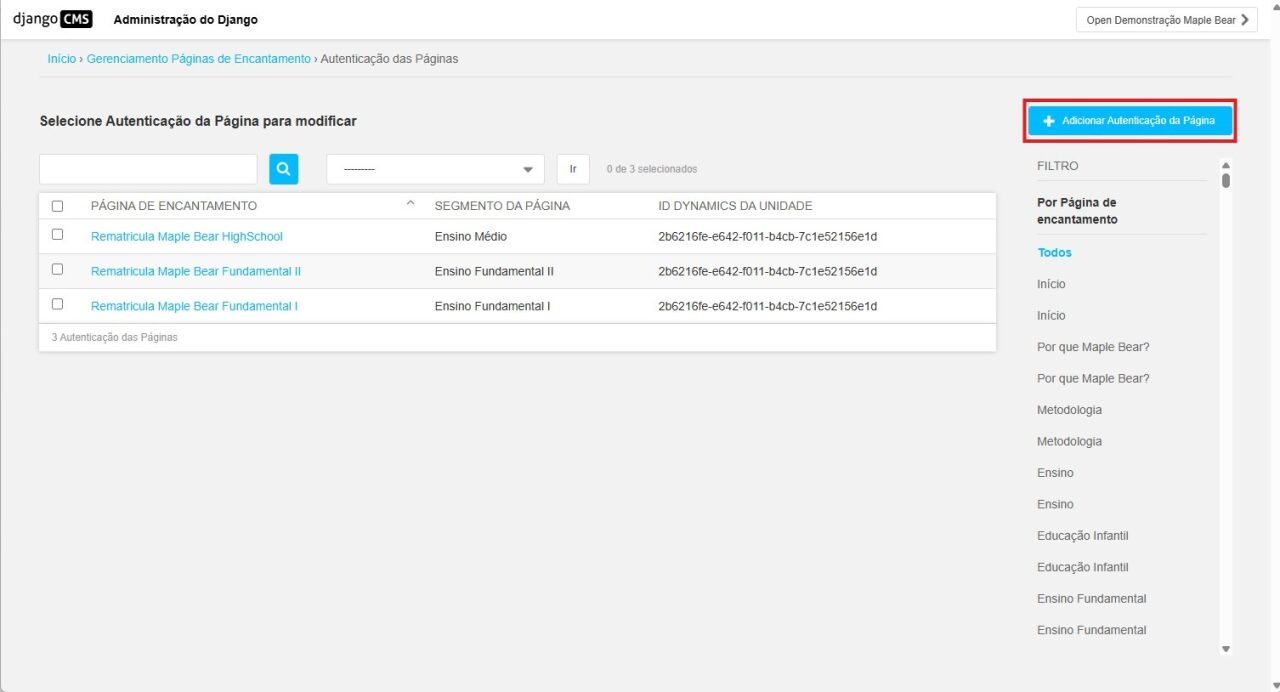 django CMS Administração do Django
Open Demonstração Maple Bear
Início › Gerenciamento Páginas de Encantamento › Autenticação das Páginas
Selecione Autenticação da Página para modificar
Adicionar Autenticação da Página
--------- Ir 0 de 3 selecionados
PÁGINA DE ENCANTAMENTO SEGMENTO DA PÁGINA ID DYNAMICS DA UNIDADE
Rematricula Maple Bear HighSchool Ensino Médio 2b6216fe-e642-f011-b4cb-7c1e52156e1d
Rematricula Maple Bear Fundamental II Ensino Fundamental II 2b6216fe-e642-f011-b4cb-7c1e52156e1d
Rematricula Maple Bear Fundamental I Ensino Fundamental I 2b6216fe-e642-f011-b4cb-7c1e52156e1d
3 Autenticação das Páginas
FILTRO
Por Página de
encantamento
Todos
Início
Início
Por que Maple Bear?
Por que Maple Bear?
Metodologia
Metodologia
Ensino
Ensino
Educação Infantil
Educação Infantil
Ensino Fundamental
Ensino Fundamental